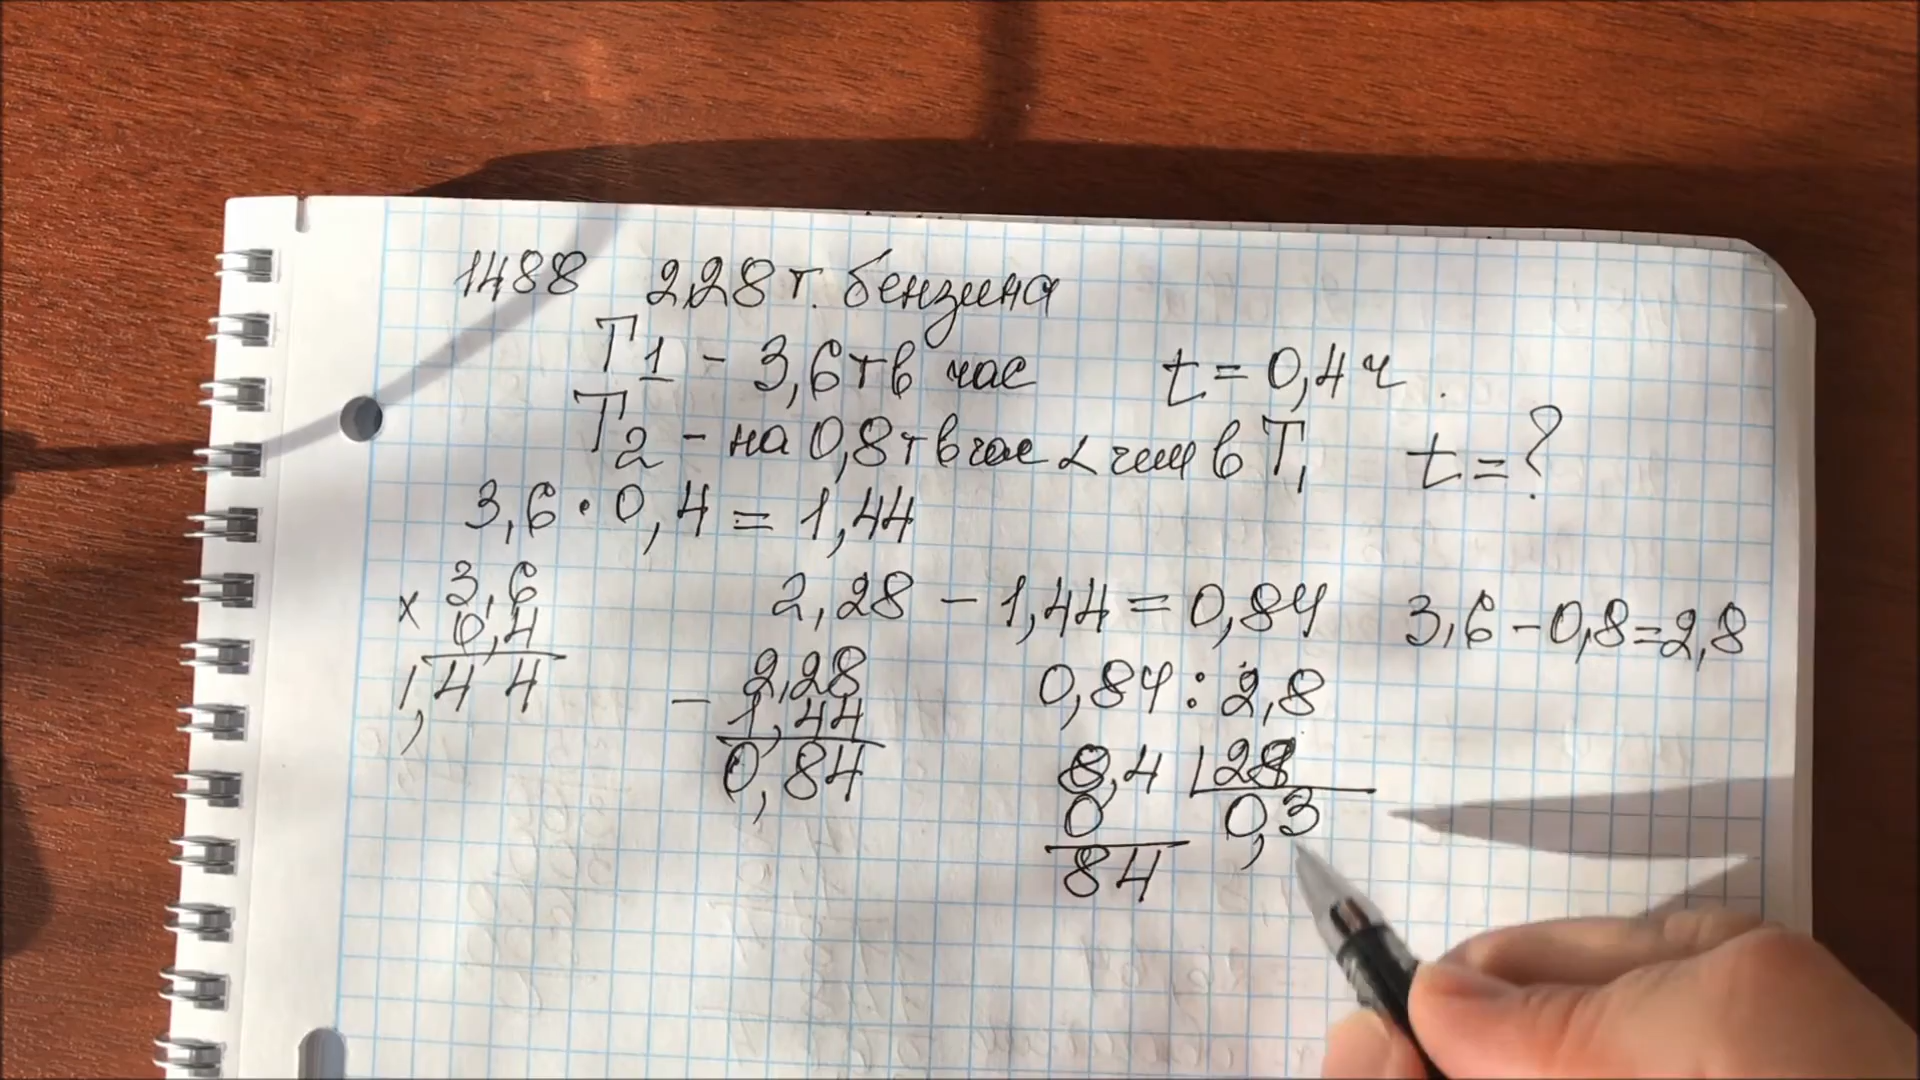 1488 2,28 т. бензина
Т1 - 3,6 т в час t = 0,4 ч.
Т2 - на 0,8 т в час < чем в Т1 t = ?
3,6 · 0,4 = 1,44
2,28 - 1,44 = 0,84 3,6 - 0,8 = 2,8
× 3,6
0,4
1,44
- 2,28
1,44
0,84
0,84 : 2,8
8,4 28
0 0,3
84